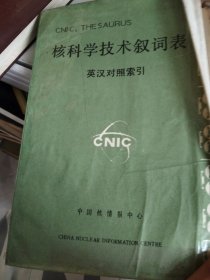 CNIC, THESAURUS
核科学技术叙词表
英汉对照索引
CNIC
中国核情报中心
CHINA NUCLEAR INFORMATION CENTRE